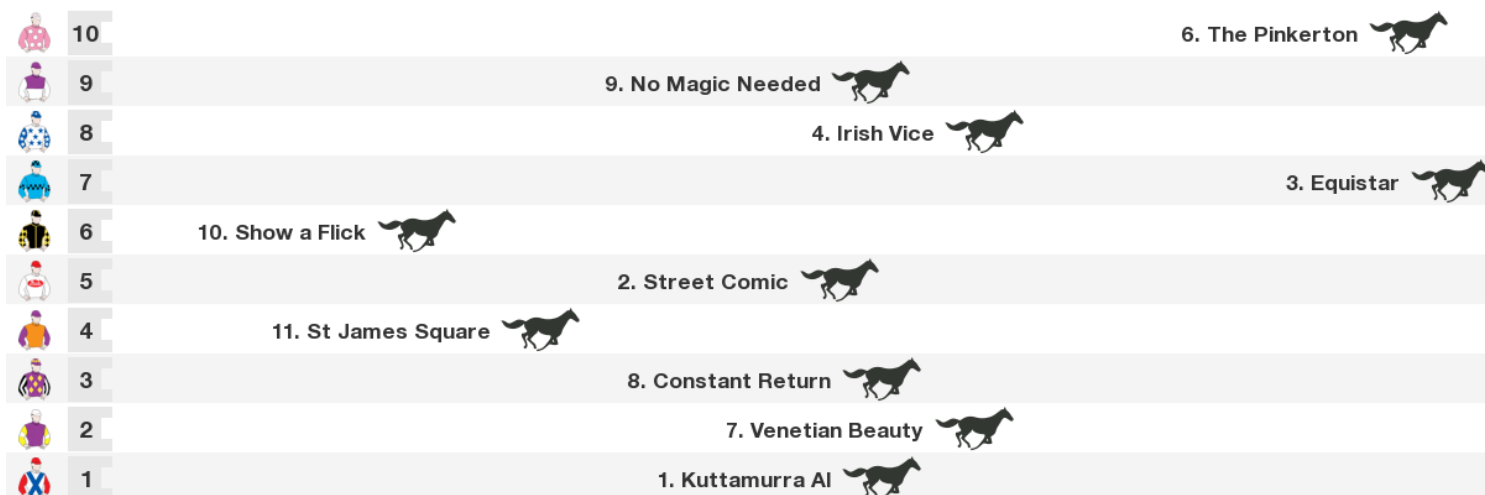 10 6. The Pinkerton
9 9. No Magic Needed
8 4. Irish Vice
7 3. Equistar
6 10. Show a Flick
5 2. Street Comic
4 11. St James Square
3 8. Constant Return
2 7. Venetian Beauty
1 1. Kuttamurra Al